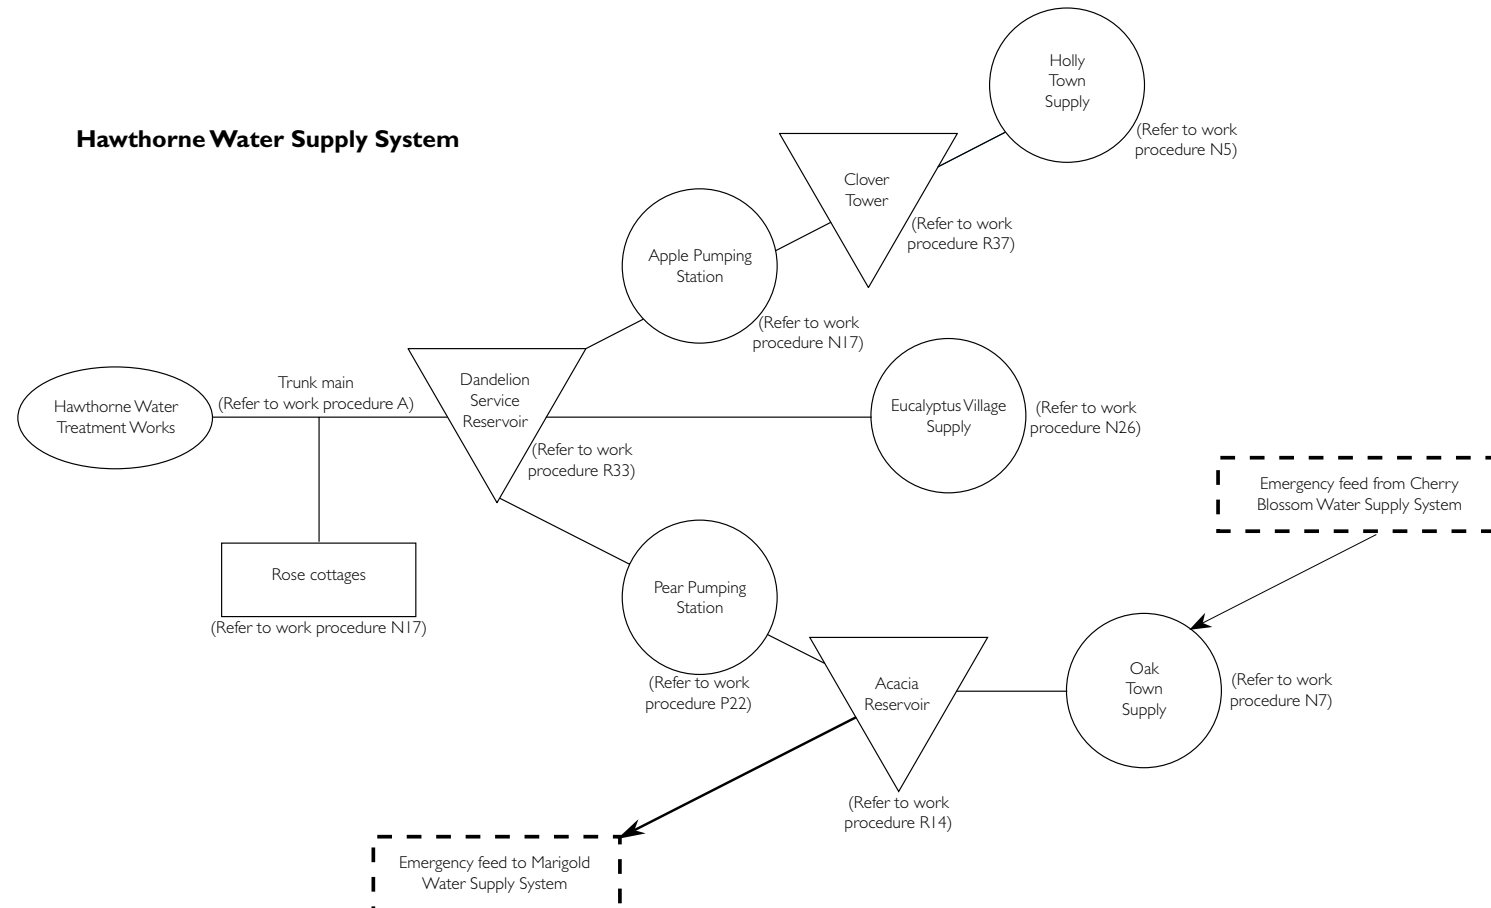 Hawthorne Water Supply System
Holly
Town
Supply
(Refer to work
procedure N5)
Clover
Tower
(Refer to work
procedure R37)
Apple Pumping
Station
(Refer to work
procedure N17)
Trunk main
(Refer to work procedure A)
Hawthorne Water
Treatment Works
Dandelion
Service
Reservoir
(Refer to work
procedure R33)
Eucalyptus Village
Supply
(Refer to work
procedure N26)
Rose cottages
(Refer to work procedure N17)
Pear Pumping
Station
(Refer to work
procedure P22)
Emergency feed from Cherry
Blossom Water Supply System
Acacia
Reservoir
(Refer to work
procedure R14)
Oak
Town
Supply
(Refer to work
procedure N7)
Emergency feed to Marigold
Water Supply System